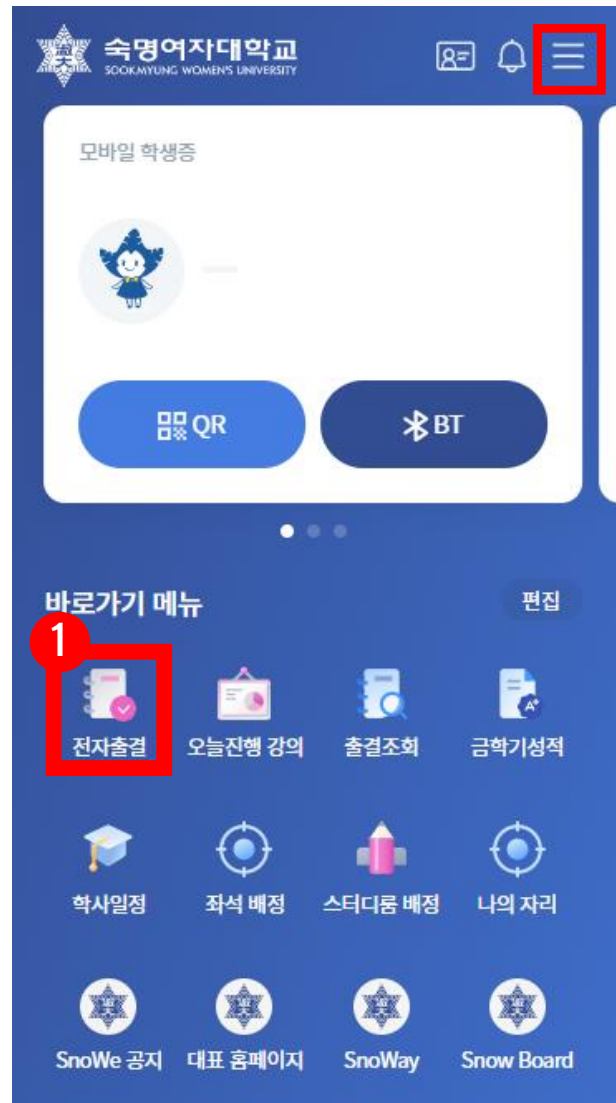 숙명여자대학교
SOOKMYUNG WOMEN'S UNIVERSITY
모바일 학생증
QR
BT
바로가기 메뉴
편집
1
전자출결
오늘진행 강의
출결조회
A+
금학기성적
학사일정
좌석 배정
스터디룸 배정
나의 자리
SnoWe 공지
대표 홈페이지
SnoWay
Snow Board